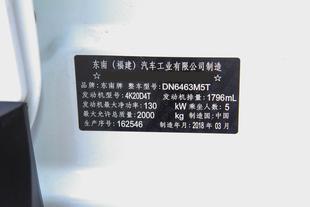 东南（福建）汽车工业有限公司制造
品牌：东南牌 整车型号：DN6463M5T
发动机型号：4K20D4T 发动机排量：1796mL
发动机最大净功率：130 kW 乘坐人数：5
最大允许总质量：2000 kg 制造国：中国
生产序号：162546 制造年月：2018年03月